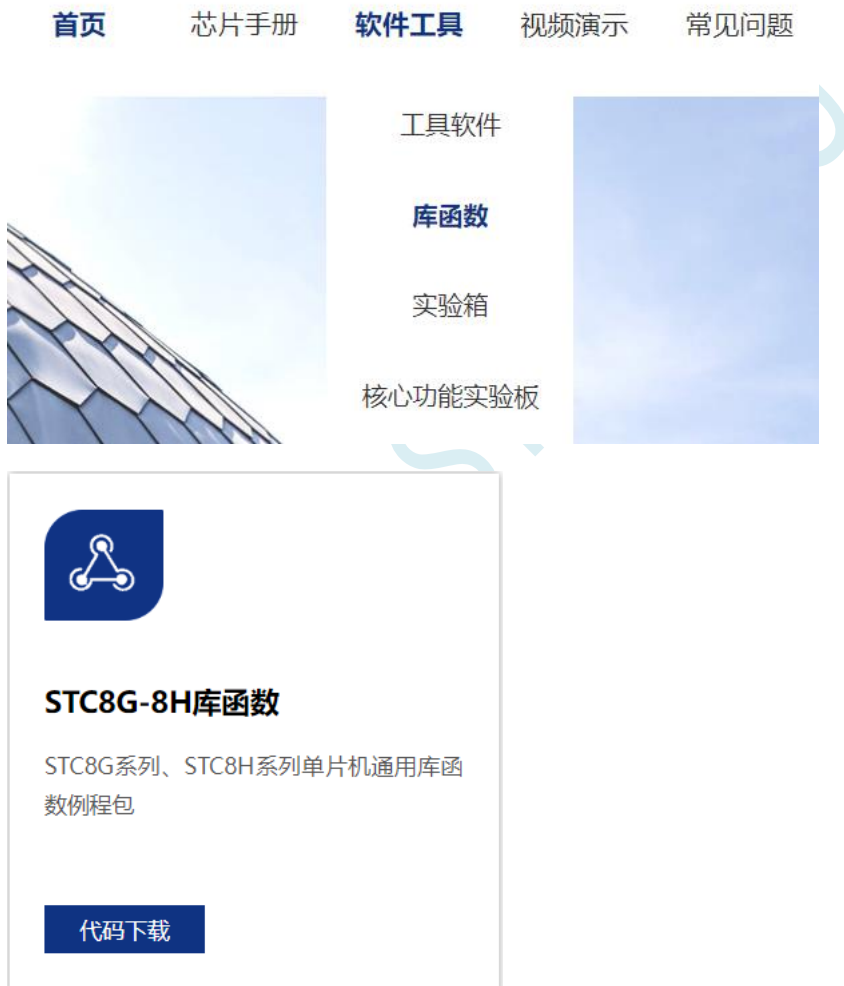 首页 芯片手册 软件工具 视频演示 常见问题
工具软件
库函数
实验箱
核心功能实验板
STC8G-8H库函数
STC8G系列、STC8H系列单片机通用库函
数例程包
代码下载